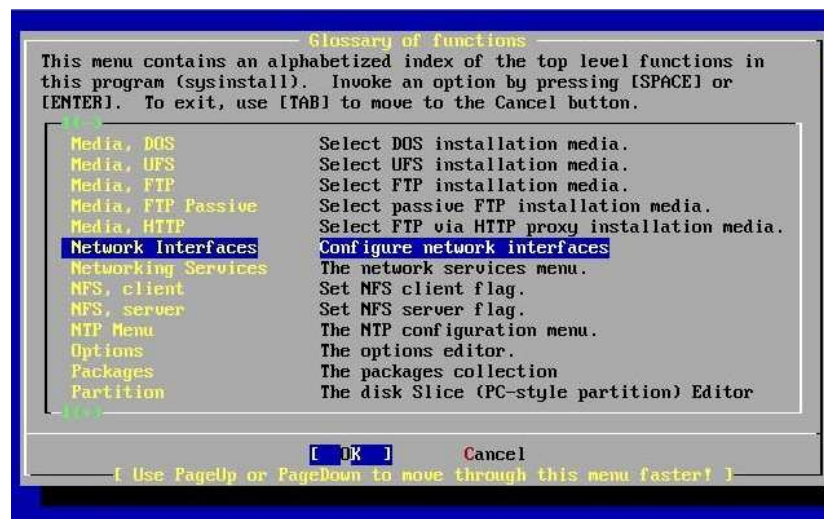 Glossary of functions
This menu contains an alphabetized index of the top level functions in
this program (sysinstall).  Invoke an option by pressing [SPACE] or
[ENTER].  To exit, use [TAB] to move to the Cancel button.
(-)
Media, DOS Select DOS installation media.
Media, UFS Select UFS installation media.
Media, FTP Select FTP installation media.
Media, FTP Passive Select passive FTP installation media.
Media, HTTP Select FTP via HTTP proxy installation media.
Network Interfaces Configure network interfaces
Networking Services The network services menu.
NFS, client Set NFS client flag.
NFS, server Set NFS server flag.
NTP Menu The NTP configuration menu.
Options The options editor.
Packages The packages collection
Partition The disk Slice (PC-style partition) Editor
(+)
[ OK ] Cancel
[ Use PageUp or PageDown to move through this menu faster! ]